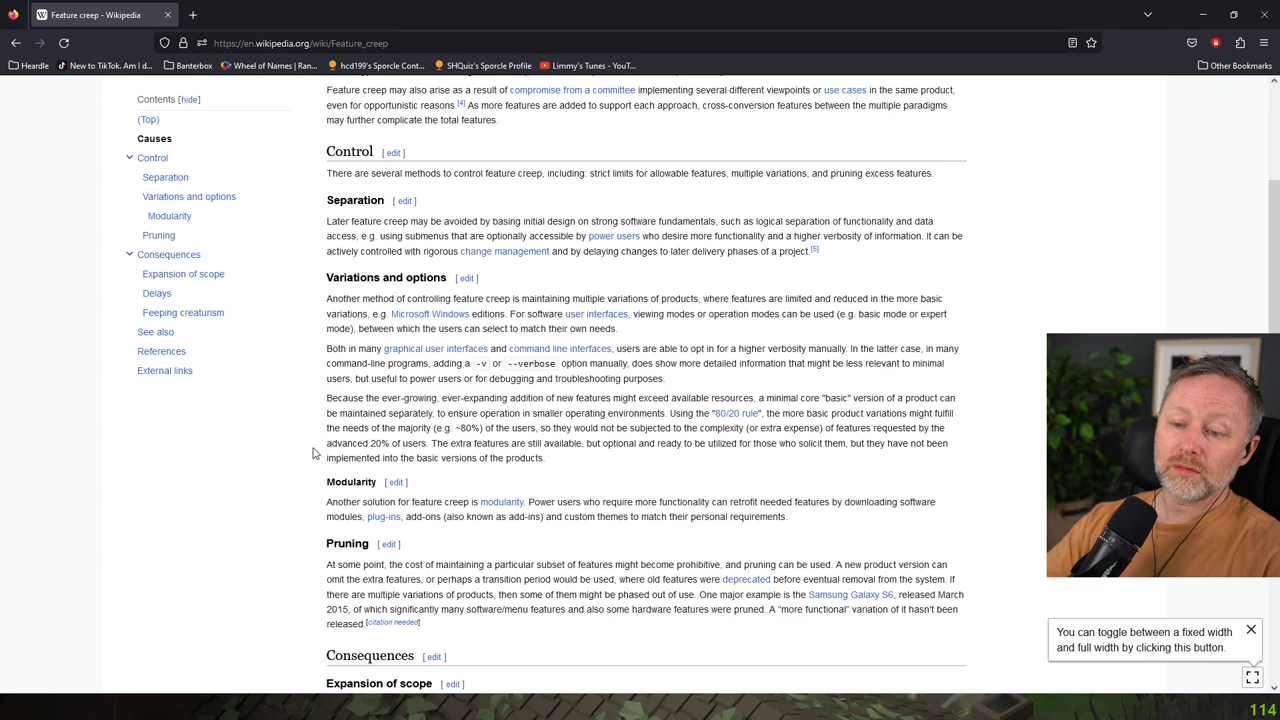 Feature creep - Wikipedia
https://en.wikipedia.org/wiki/Feature_creep
Heardle
New to TikTok. Am I d...
Banterbox
Wheel of Names | Ran...
hcd199's Sporcle Cont...
SHQuiz's Sporcle Profile
Limmy's Tunes - YouT...
Other Bookmarks
Contents [hide]
(Top)
Causes
Control
Separation
Variations and options
Modularity
Pruning
Consequences
Expansion of scope
Delays
Feeping creaturism
See also
References
External links
Feature creep may also arise as a result of compromise from a committee implementing several different viewpoints or use cases in the same product,
even for opportunistic reasons.[4] As more features are added to support each approach, cross-conversion features between the multiple paradigms
may further complicate the total features.
Control [ edit ]
There are several methods to control feature creep, including: strict limits for allowable features, multiple variations, and pruning excess features.
Separation [ edit ]
Later feature creep may be avoided by basing initial design on strong software fundamentals, such as logical separation of functionality and data
access, e.g. using submenus that are optionally accessible by power users who desire more functionality and a higher verbosity of information. It can be
actively controlled with rigorous change management and by delaying changes to later delivery phases of a project.[5]
Variations and options [ edit ]
Another method of controlling feature creep is maintaining multiple variations of products, where features are limited and reduced in the more basic
variations, e.g. Microsoft Windows editions. For software user interfaces, viewing modes or operation modes can be used (e.g. basic mode or expert
mode), between which the users can select to match their own needs.
Both in many graphical user interfaces and command line interfaces, users are able to opt in for a higher verbosity manually. In the latter case, in many
command-line programs, adding a -v or --verbose option manually, does show more detailed information that might be less relevant to minimal
users, but useful to power users or for debugging and troubleshooting purposes.
Because the ever-growing, ever-expanding addition of new features might exceed available resources, a minimal core "basic" version of a product can
be maintained separately, to ensure operation in smaller operating environments. Using the "80/20 rule", the more basic product variations might fulfill
the needs of the majority (e.g. ~80%) of the users, so they would not be subjected to the complexity (or extra expense) of features requested by the
advanced 20% of users. The extra features are still available, but optional and ready to be utilized for those who solicit them, but they have not been
implemented into the basic versions of the products.
Modularity [ edit ]
Another solution for feature creep is modularity. Power users who require more functionality can retrofit needed features by downloading software
modules, plug-ins, add-ons (also known as add-ins) and custom themes to match their personal requirements.
Pruning [ edit ]
At some point, the cost of maintaining a particular subset of features might become prohibitive, and pruning can be used. A new product version can
omit the extra features, or perhaps a transition period would be used, where old features were deprecated before eventual removal from the system. If
there are multiple variations of products, then some of them might be phased out of use. One major example is the Samsung Galaxy S6, released March
2015, of which significantly many software/menu features and also some hardware features were pruned. A “more functional” variation of it hasn't been
released.[citation needed]
Consequences [ edit ]
Expansion of scope [ edit ]
You can toggle between a fixed width
and full width by clicking this button.
114